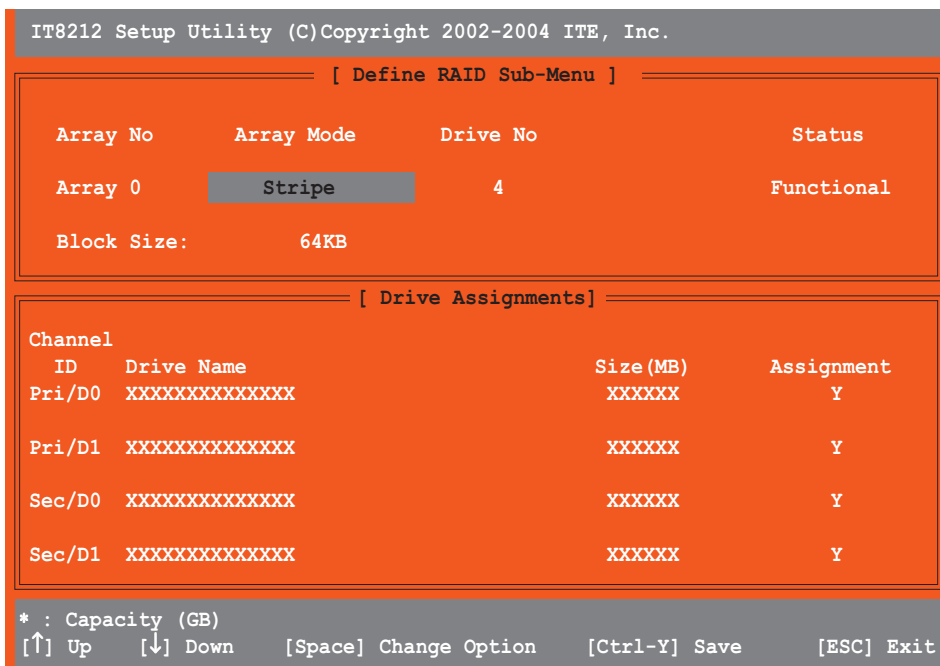 IT8212 Setup Utility (C)Copyright 2002-2004 ITE, Inc.
[ Define RAID Sub-Menu ]
Array No Array Mode Drive No Status
Array 0 Stripe 4 Functional
Block Size: 64KB
[ Drive Assignments]
Channel
ID Drive Name Size(MB) Assignment
Pri/D0 XXXXXXXXXXXXXX XXXXXX Y
Pri/D1 XXXXXXXXXXXXXX XXXXXX Y
Sec/D0 XXXXXXXXXXXXXX XXXXXX Y
Sec/D1 XXXXXXXXXXXXXX XXXXXX Y
* : Capacity (GB)
[↑] Up [↓] Down [Space] Change Option [Ctrl-Y] Save [ESC] Exit